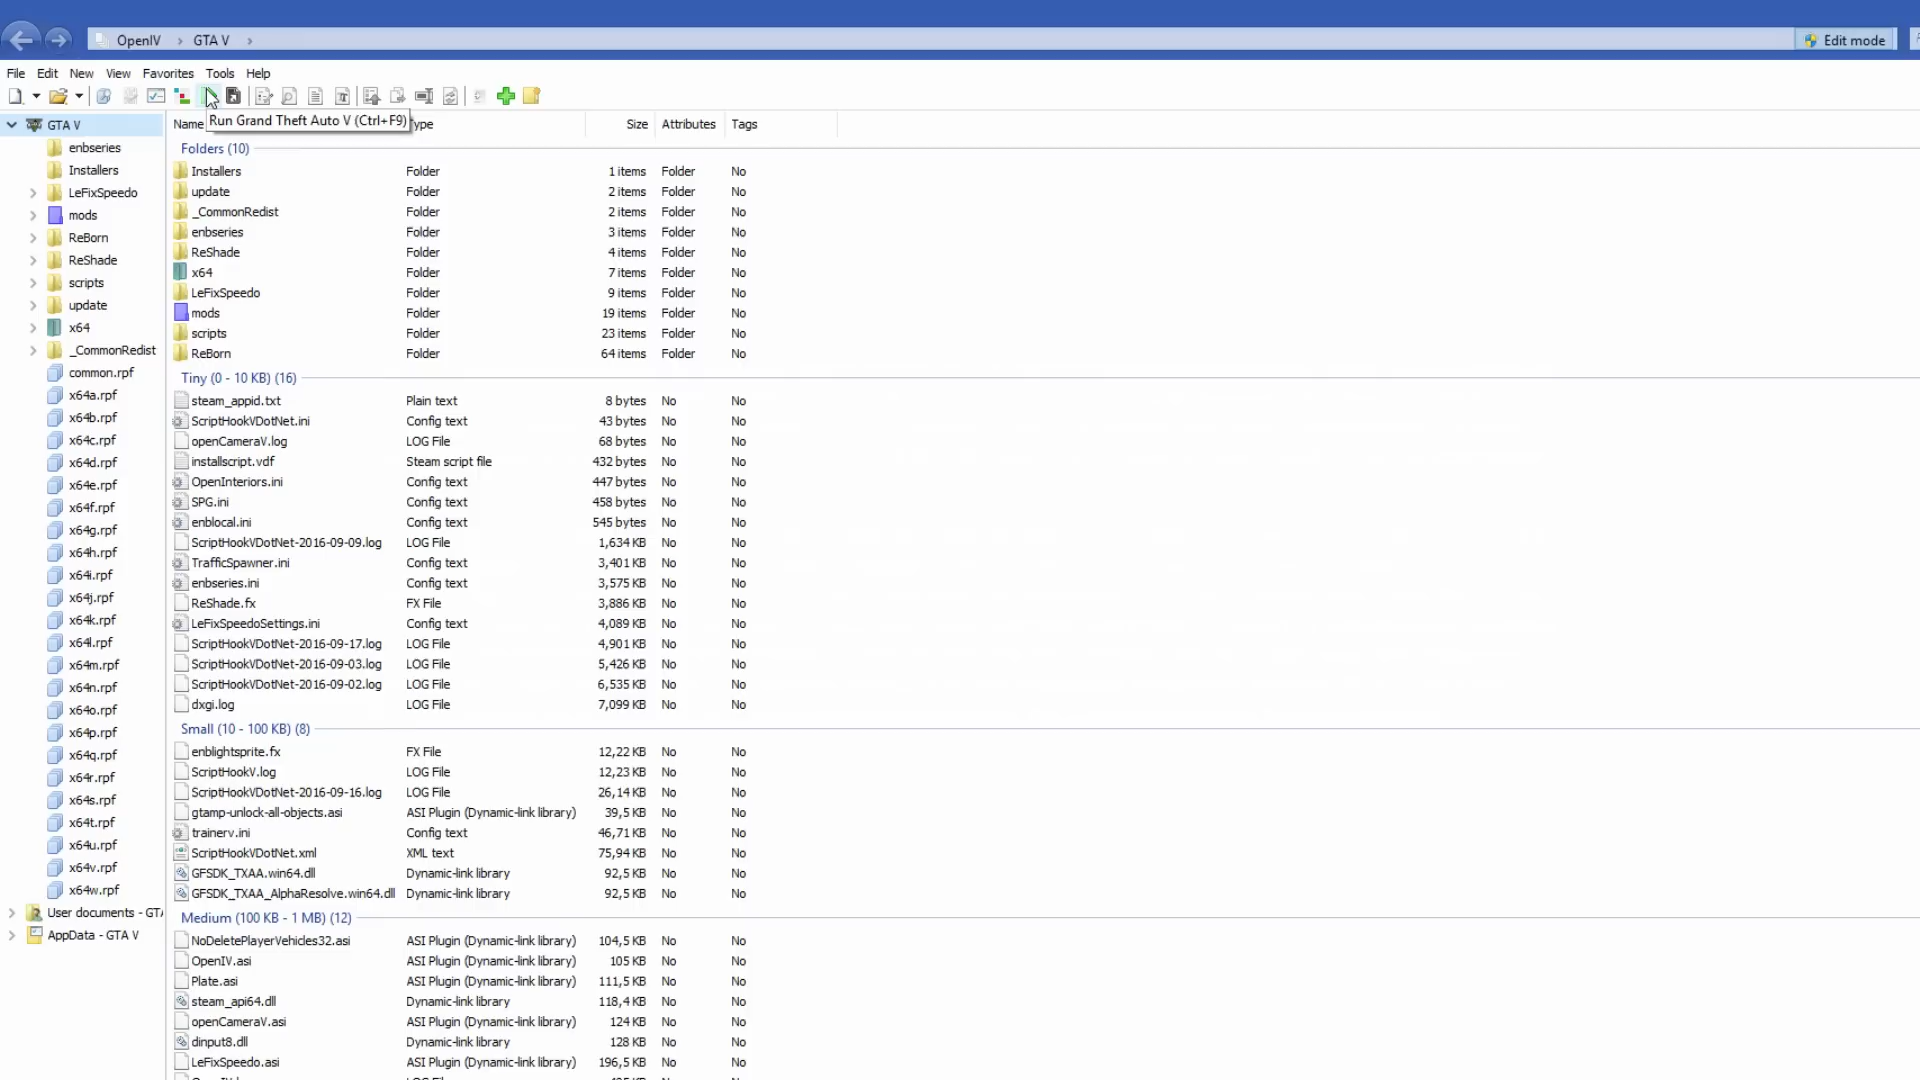 OpenIV > GTA V >
Edit mode
File Edit New View Favorites Tools Help
Run Grand Theft Auto V (Ctrl+F9)
GTA V
enbseries
Installers
LeFixSpeedo
mods
ReBorn
ReShade
scripts
update
x64
_CommonRedist
common.rpf
x64a.rpf
x64b.rpf
x64c.rpf
x64d.rpf
x64e.rpf
x64f.rpf
x64g.rpf
x64h.rpf
x64i.rpf
x64j.rpf
x64k.rpf
x64l.rpf
x64m.rpf
x64n.rpf
x64o.rpf
x64p.rpf
x64q.rpf
x64r.rpf
x64s.rpf
x64t.rpf
x64u.rpf
x64v.rpf
x64w.rpf
User documents - GTA
AppData - GTA V
Name ype Size Attributes Tags
Folders (10)
Installers Folder 1 items Folder No
update Folder 2 items Folder No
_CommonRedist Folder 2 items Folder No
enbseries Folder 3 items Folder No
ReShade Folder 4 items Folder No
x64 Folder 7 items Folder No
LeFixSpeedo Folder 9 items Folder No
mods Folder 19 items Folder No
scripts Folder 23 items Folder No
ReBorn Folder 64 items Folder No
Tiny (0 - 10 KB) (16)
steam_appid.txt Plain text 8 bytes No No
ScriptHookVDotNet.ini Config text 43 bytes No No
openCameraV.log LOG File 68 bytes No No
installscript.vdf Steam script file 432 bytes No No
OpenInteriors.ini Config text 447 bytes No No
SPG.ini Config text 458 bytes No No
enblocal.ini Config text 545 bytes No No
ScriptHookVDotNet-2016-09-09.log LOG File 1,634 KB No No
TrafficSpawner.ini Config text 3,401 KB No No
enbseries.ini Config text 3,575 KB No No
ReShade.fx FX File 3,886 KB No No
LeFixSpeedoSettings.ini Config text 4,089 KB No No
ScriptHookVDotNet-2016-09-17.log LOG File 4,901 KB No No
ScriptHookVDotNet-2016-09-03.log LOG File 5,426 KB No No
ScriptHookVDotNet-2016-09-02.log LOG File 6,535 KB No No
dxgi.log LOG File 7,099 KB No No
Small (10 - 100 KB) (8)
enblightsprite.fx FX File 12,22 KB No No
ScriptHookV.log LOG File 12,23 KB No No
ScriptHookVDotNet-2016-09-16.log LOG File 26,14 KB No No
gtamp-unlock-all-objects.asi ASI Plugin (Dynamic-link library) 39,5 KB No No
trainerv.ini Config text 46,71 KB No No
ScriptHookVDotNet.xml XML text 75,94 KB No No
GFSDK_TXAA.win64.dll Dynamic-link library 92,5 KB No No
GFSDK_TXAA_AlphaResolve.win64.dll Dynamic-link library 92,5 KB No No
Medium (100 KB - 1 MB) (12)
NoDeletePlayerVehicles32.asi ASI Plugin (Dynamic-link library) 104,5 KB No No
OpenIV.asi ASI Plugin (Dynamic-link library) 105 KB No No
Plate.asi ASI Plugin (Dynamic-link library) 111,5 KB No No
steam_api64.dll Dynamic-link library 118,4 KB No No
openCameraV.asi ASI Plugin (Dynamic-link library) 124 KB No No
dinput8.dll Dynamic-link library 128 KB No No
LeFixSpeedo.asi ASI Plugin (Dynamic-link library) 196,5 KB No No